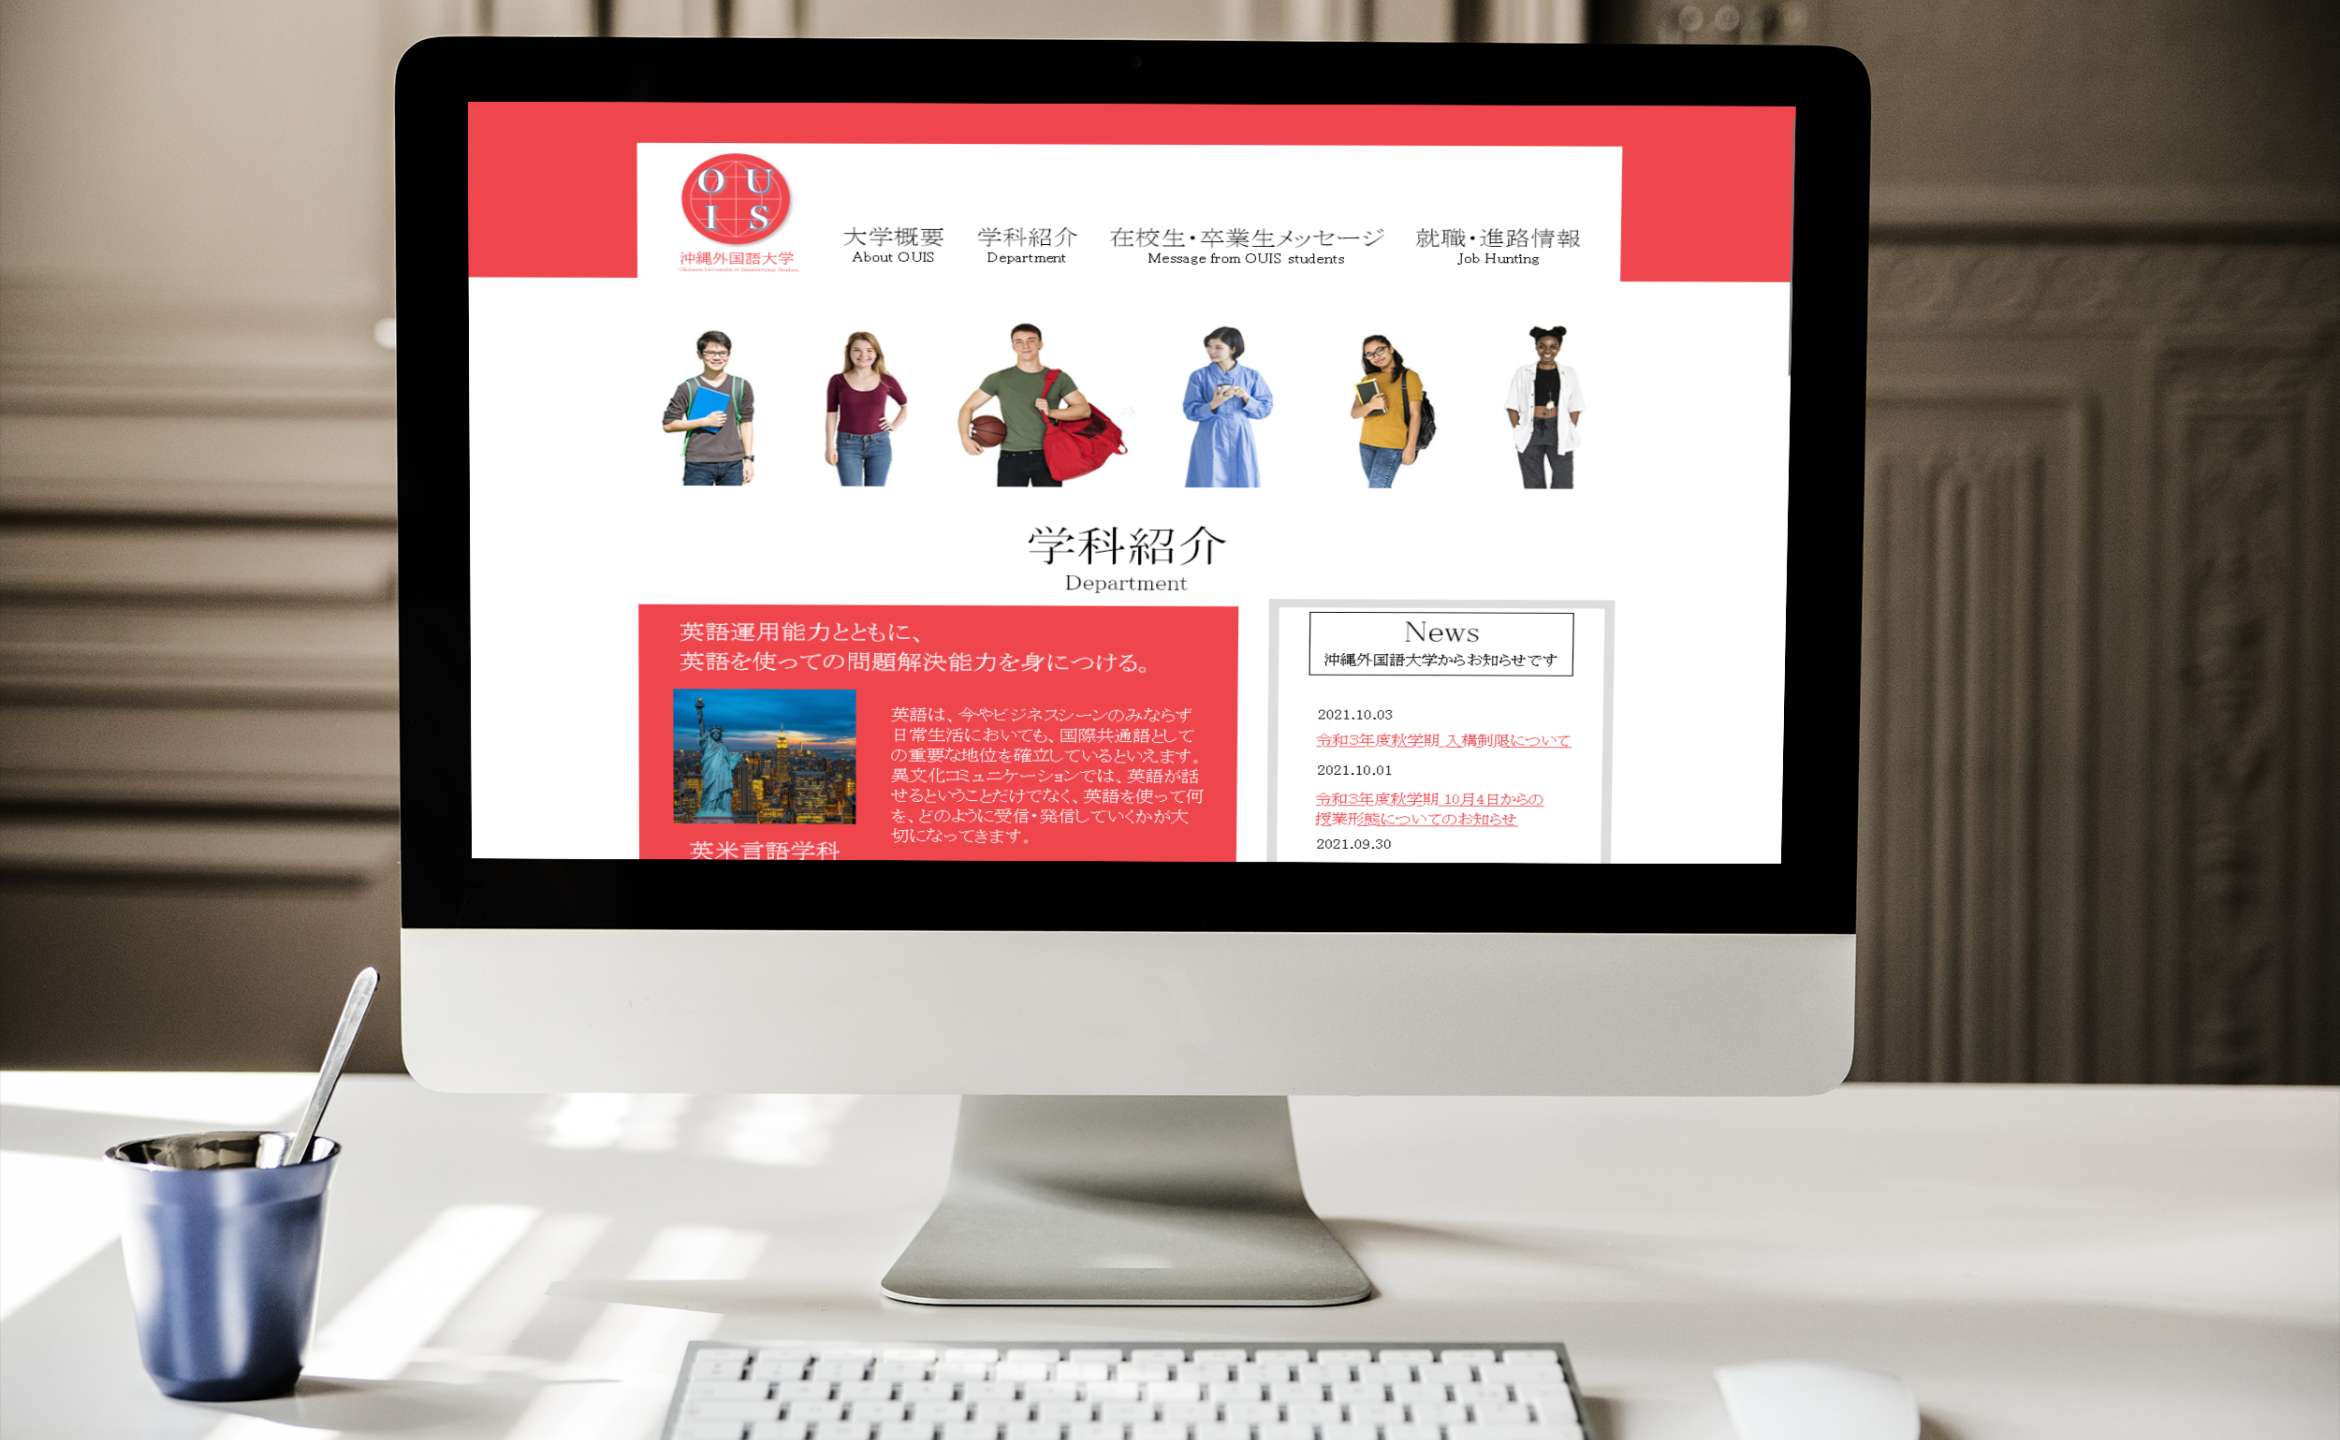 O U
I S
沖縄外国語大学
Okinawa University of International Studies
大学概要
About OUIS
学科紹介
Department
在校生・卒業生メッセージ
Message from OUIS students
就職・進路情報
Job Hunting
学科紹介
Department
英語運用能力とともに、
英語を使っての問題解決能力を身につける。
英語は、今やビジネスシーンのみならず
日常生活においても、国際共通語として
の重要な地位を確立しているといえます。
異文化コミュニケーションでは、英語が話
せるということだけでなく、英語を使って何
を、どのように受信・発信していくかが大
切になってきます。
英米言語学科
News
沖縄外国語大学からお知らせです
2021.10.03
令和3年度秋学期 入構制限について
2021.10.01
令和3年度秋学期 10月4日からの
授業形態についてのお知らせ
2021.09.30